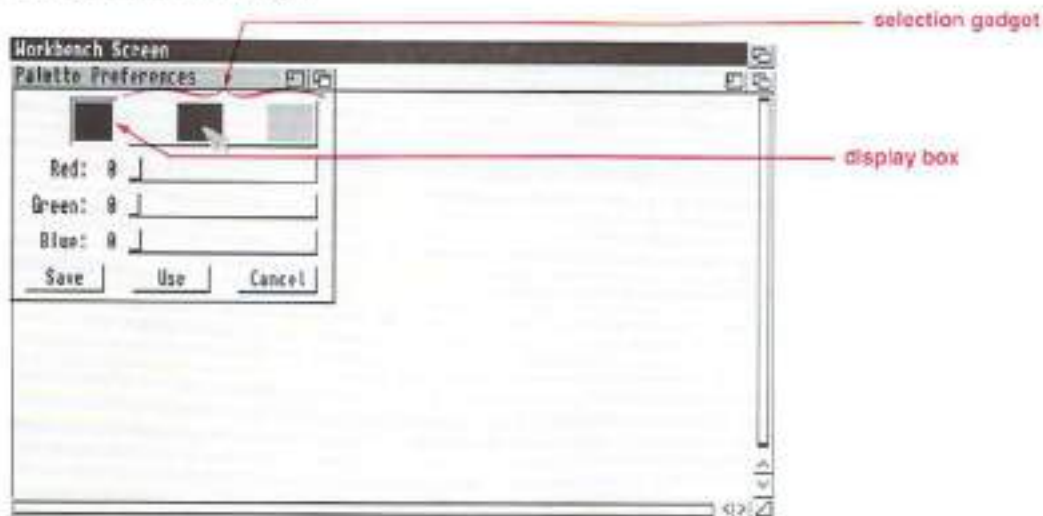 selection gadget
Workbench Screen
Palette Preferences
display box
Red: 0
Green: 0
Blue: 0
Save Use Cancel